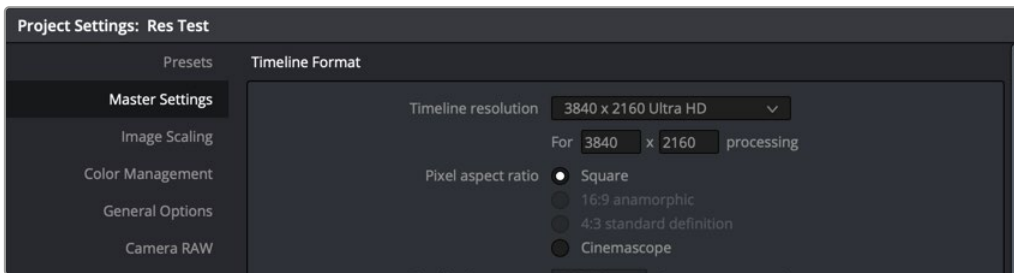 Project Settings: Res Test
Presets
Master Settings
Image Scaling
Color Management
General Options
Camera RAW
Timeline Format
Timeline resolution 3840 x 2160 Ultra HD
For 3840 x 2160 processing
Pixel aspect ratio Square
16:9 anamorphic
4:3 standard definition
Cinemascope